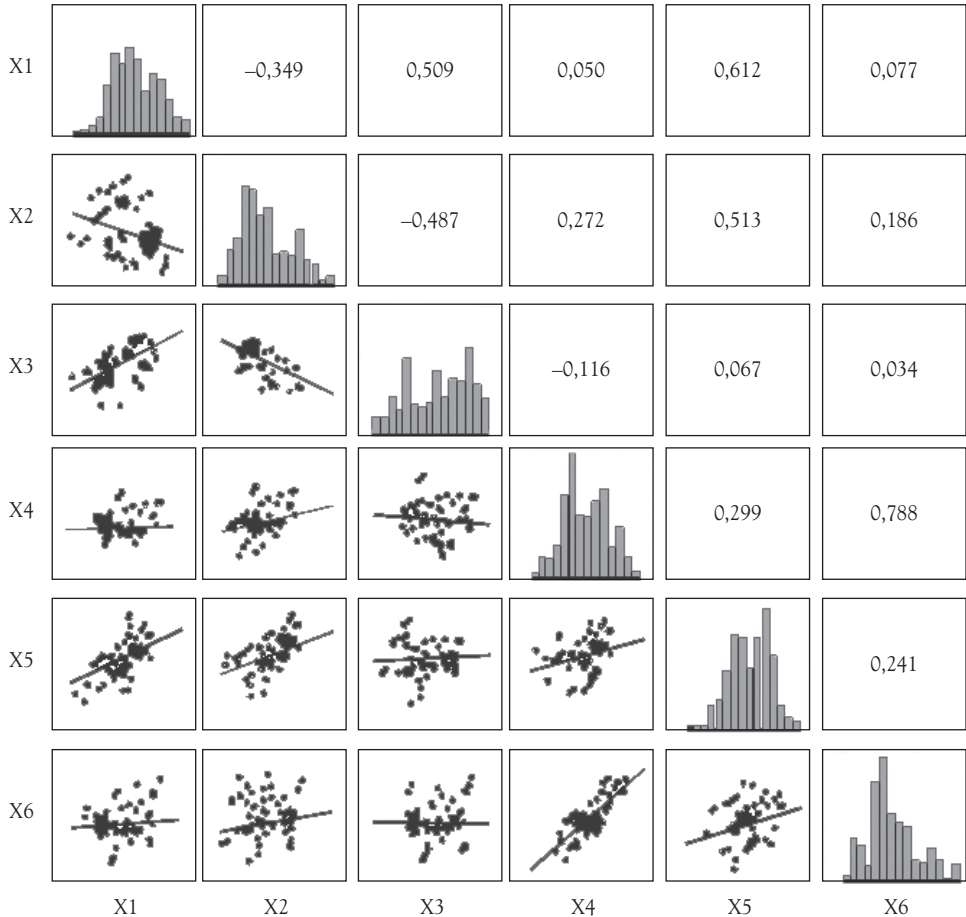 X1 –0,349 0,509 0,050 0,612 0,077
X2 –0,487 0,272 0,513 0,186
X3 –0,116 0,067 0,034
X4 0,299 0,788
X5 0,241
X6
X1 X2 X3 X4 X5 X6